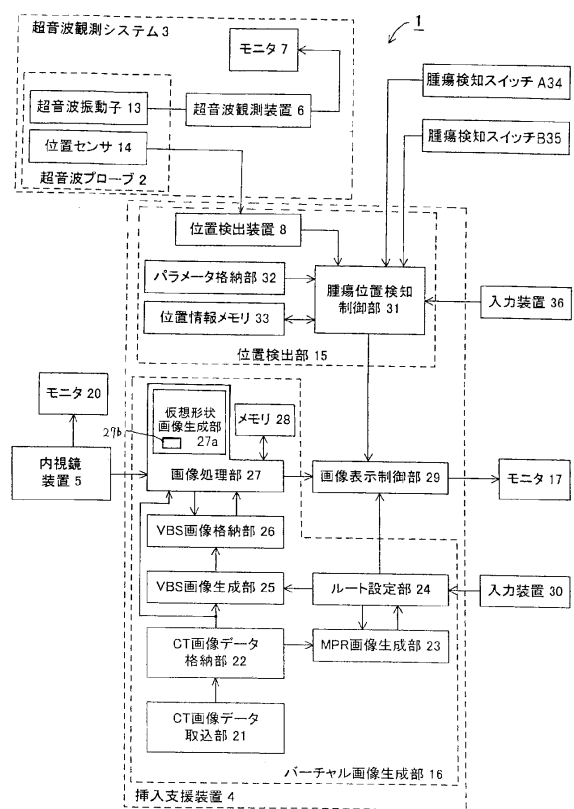 1
超音波観測システム3
モニタ 7
超音波振動子 13
超音波観測装置 6
位置センサ 14
超音波プローブ 2
腫瘍検知スイッチ A34
腫瘍検知スイッチB35
位置検出装置 8
パラメータ格納部 32
位置情報メモリ 33
腫瘍位置検知
制御部 31
入力装置 36
位置検出部 15
モニタ 20
仮想形状
画像生成部
27a
27b
メモリ 28
内視鏡
装置 5
画像処理部 27
画像表示制御部 29
モニタ 17
VBS画像格納部 26
VBS画像生成部 25
ルート設定部 24
入力装置 30
CT画像データ
格納部 22
MPR画像生成部 23
CT画像データ
取込部 21
バーチャル画像生成部 16
挿入支援装置 4